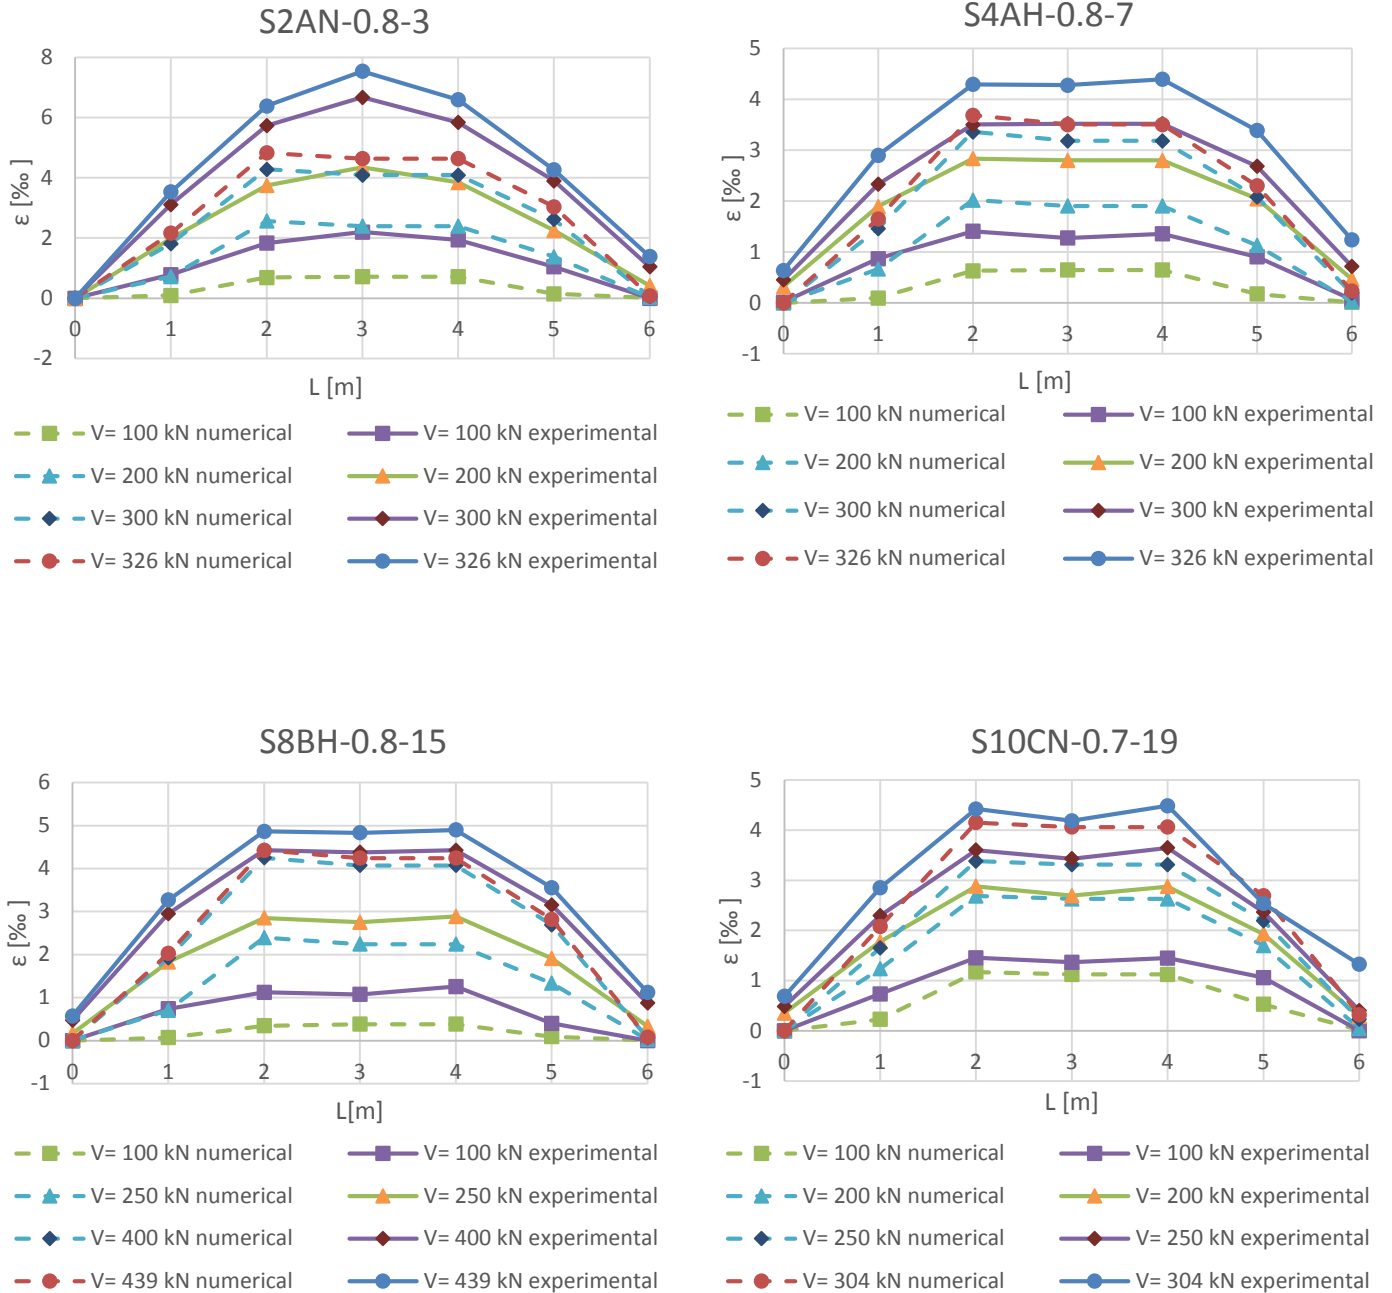 S2AN-0.8-3
8
6
4
2
0
-2
ε [‰]
0 1 2 3 4 5 6
L [m]
V= 100 kN numerical
V= 100 kN experimental
V= 200 kN numerical
V= 200 kN experimental
V= 300 kN numerical
V= 300 kN experimental
V= 326 kN numerical
V= 326 kN experimental
S4AH-0.8-7
5
4
3
2
1
0
-1
ε [‰]
0 1 2 3 4 5 6
L [m]
V= 100 kN numerical
V= 100 kN experimental
V= 200 kN numerical
V= 200 kN experimental
V= 300 kN numerical
V= 300 kN experimental
V= 326 kN numerical
V= 326 kN experimental
S8BH-0.8-15
6
5
4
3
2
1
0
-1
ε [‰]
0 1 2 3 4 5 6
L[m]
V= 100 kN numerical
V= 100 kN experimental
V= 250 kN numerical
V= 250 kN experimental
V= 400 kN numerical
V= 400 kN experimental
V= 439 kN numerical
V= 439 kN experimental
S10CN-0.7-19
5
4
3
2
1
0
-1
ε [‰]
0 1 2 3 4 5 6
L [m]
V= 100 kN numerical
V= 100 kN experimental
V= 200 kN numerical
V= 200 kN experimental
V= 250 kN numerical
V= 250 kN experimental
V= 304 kN numerical
V= 304 kN experimental